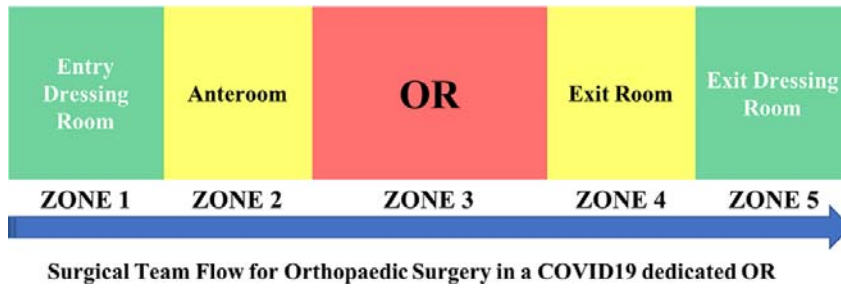 Entry
Dressing
Room
Anteroom
OR
Exit Room
Exit Dressing
Room
ZONE 1 ZONE 2 ZONE 3 ZONE 4 ZONE 5
Surgical Team Flow for Orthopaedic Surgery in a COVID19 dedicated OR